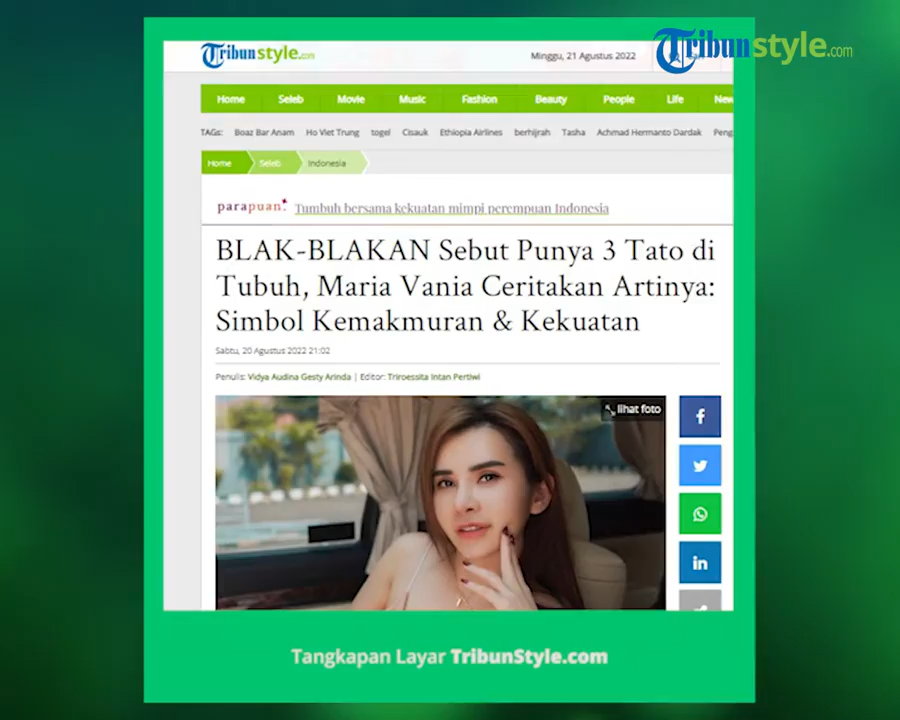 Tribunstyle.com
Minggu, 21 Agustus 2022
Tribunstyle.com
Home Seleb Movie Music Fashion Beauty People Life New
TAGs: Boaz Bar Anam Ho Viet Trung togel Cisauk Ethiopia Airlines berhijrah Tasha Achmad Hermanto Dardak Peng
Home Seleb Indonesia
parapuan. Tumbuh bersama kekuatan mimpi perempuan Indonesia
BLAK-BLAKAN Sebut Punya 3 Tato di
Tubuh, Maria Vania Ceritakan Artinya:
Simbol Kemakmuran & Kekuatan
Sabtu, 20 Agustus 2022 21:02
Penulis: Vidya Audina Gesty Arinda | Editor: Triroessita Intan Pertiwi
lihat foto
Tangkapan Layar TribunStyle.com